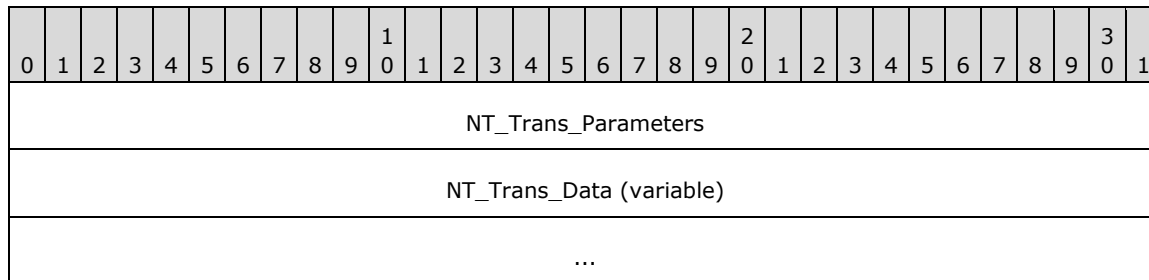 1 2 3
0 1 2 3 4 5 6 7 8 9 0 1 2 3 4 5 6 7 8 9 0 1 2 3 4 5 6 7 8 9 0 1
NT_Trans_Parameters
NT_Trans_Data (variable)
...